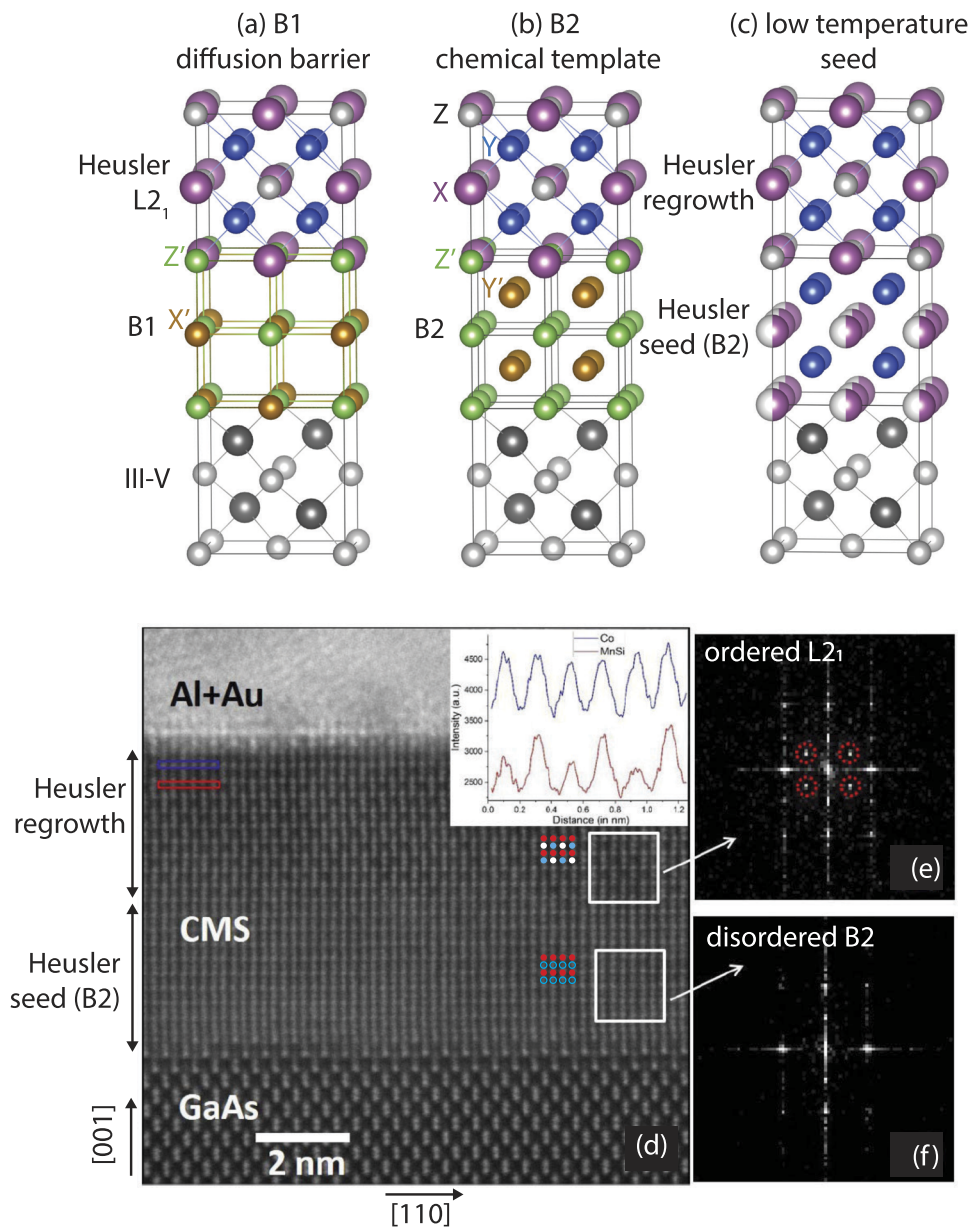 (a) B1
diffusion barrier
(b) B2
chemical template
(c) low temperature
seed
Heusler
L2₁
Z'
X'
B1
III-V
Z
Y
X
Z'
Y'
B2
Heusler
regrowth
Heusler
seed (B2)
Al+Au
Heusler
regrowth
CMS
Heusler
seed (B2)
GaAs
2 nm
[001]
[110]
(d)
Co
MnSi
Intensity (a.u.)
4500
4000
3500
3000
2500
0.0 0.2 0.4 0.6 0.8 1.0 1.2
Distance (in nm)
ordered L2₁
(e)
disordered B2
(f)